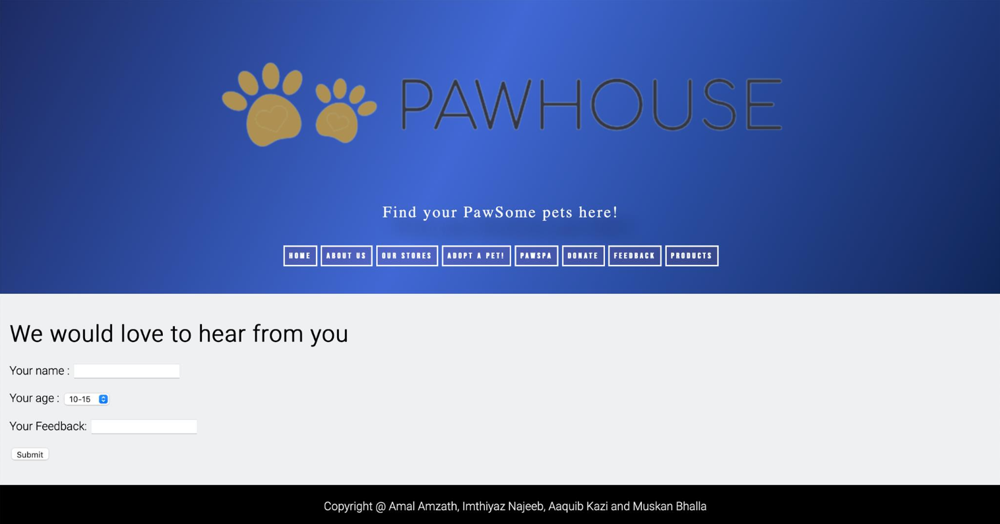 PAWHOUSE
Find your PawSome pets here!
HOME ABOUT US OUR STORES ADOPT A PET! PAWSPA DONATE FEEDBACK PRODUCTS
We would love to hear from you
Your name :
Your age : 10-15
Your Feedback:
Submit
Copyright @ Amal Amzath, Imthiyaz Najeeb, Aaquib Kazi and Muskan Bhalla